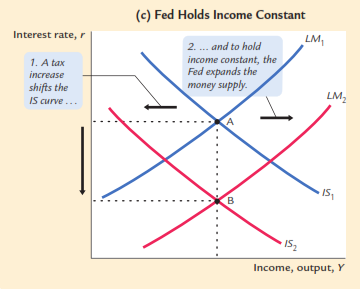 (c) Fed Holds Income Constant
Interest rate, r
LM₁
1. A tax
increase
shifts the
IS curve . . .
2. . . . and to hold
income constant, the
Fed expands the
money supply.
LM₂
A
IS₁
B
IS₂
Income, output, Y